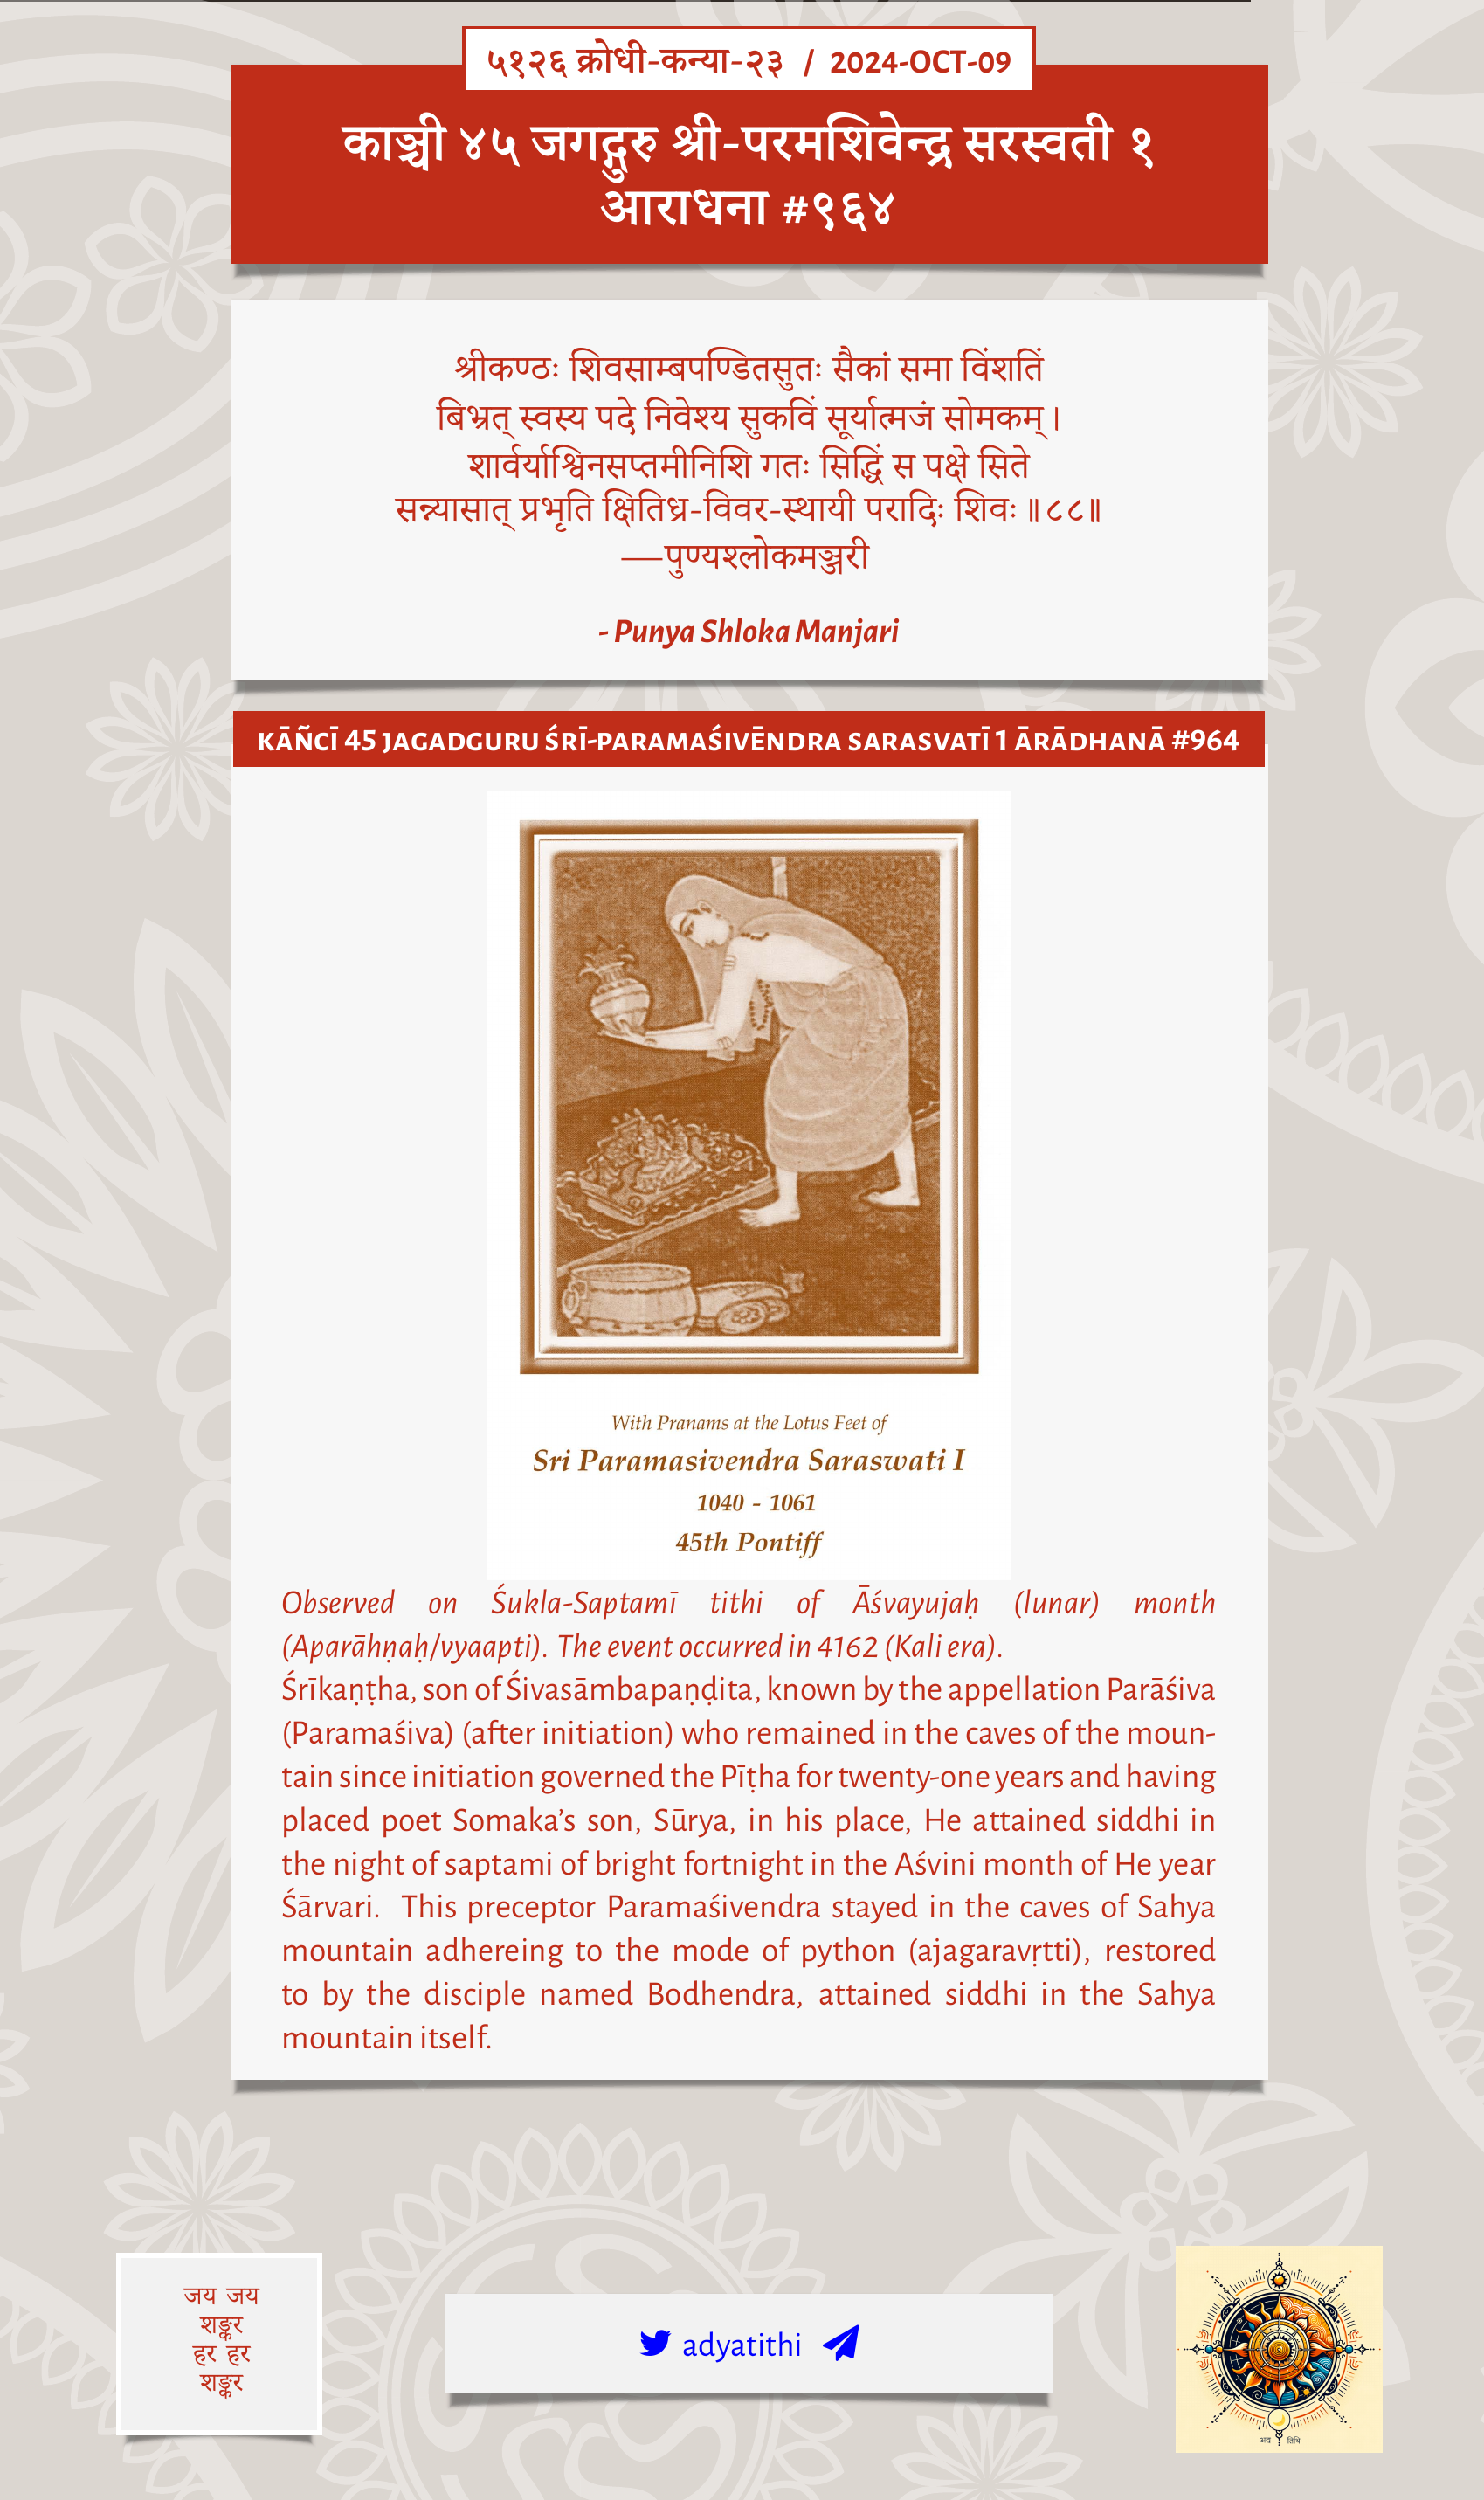 ५१२६ क्रोधी-कन्या-२३ / 2024-OCT-09
काञ्ची ४५ जगद्गुरु श्री-परमशिवेन्द्र सरस्वती १
आराधना #९६४
श्रीकण्ठः शिवसाम्बपण्डितसुतः सैकां समा विंशतिं
बिभ्रत् स्वस्य पदे निवेश्य सुकविं सूर्यात्मजं सोमकम्।
शार्वर्याश्विनसप्तमीनिशि गतः सिद्धिं स पक्षे सिते
सन्न्यासात् प्रभृति क्षितिध्र-विवर-स्थायी परादिः शिवः॥८८॥
—पुण्यश्लोकमञ्जरी
- Punya Shloka Manjari
KĀÑCĪ 45 JAGADGURU ŚRĪ-PARAMAŚIVĒNDRA SARASVATĪ 1 ĀRĀDHANĀ #964
With Pranams at the Lotus Feet of
Sri Paramasivendra Saraswati I
1040 - 1061
45th Pontiff
Observed on Śukla-Saptamī tithi of Āśvayujaḥ (lunar) month
(Aparāhṇaḥ/vyaapti). The event occurred in 4162 (Kali era).
Śrīkaṇṭha, son of Śivasāmbapaṇḍita, known by the appellation Parāśiva
(Paramaśiva) (after initiation) who remained in the caves of the moun-
tain since initiation governed the Pīṭha for twenty-one years and having
placed poet Somaka’s son, Sūrya, in his place, He attained siddhi in
the night of saptami of bright fortnight in the Aśvini month of He year
Śārvari. This preceptor Paramaśivendra stayed in the caves of Sahya
mountain adhereing to the mode of python (ajagaravṛtti), restored
to by the disciple named Bodhendra, attained siddhi in the Sahya
mountain itself.
जय जय
शङ्कर
हर हर
शङ्कर
adyatithi
अद्य तिथिः